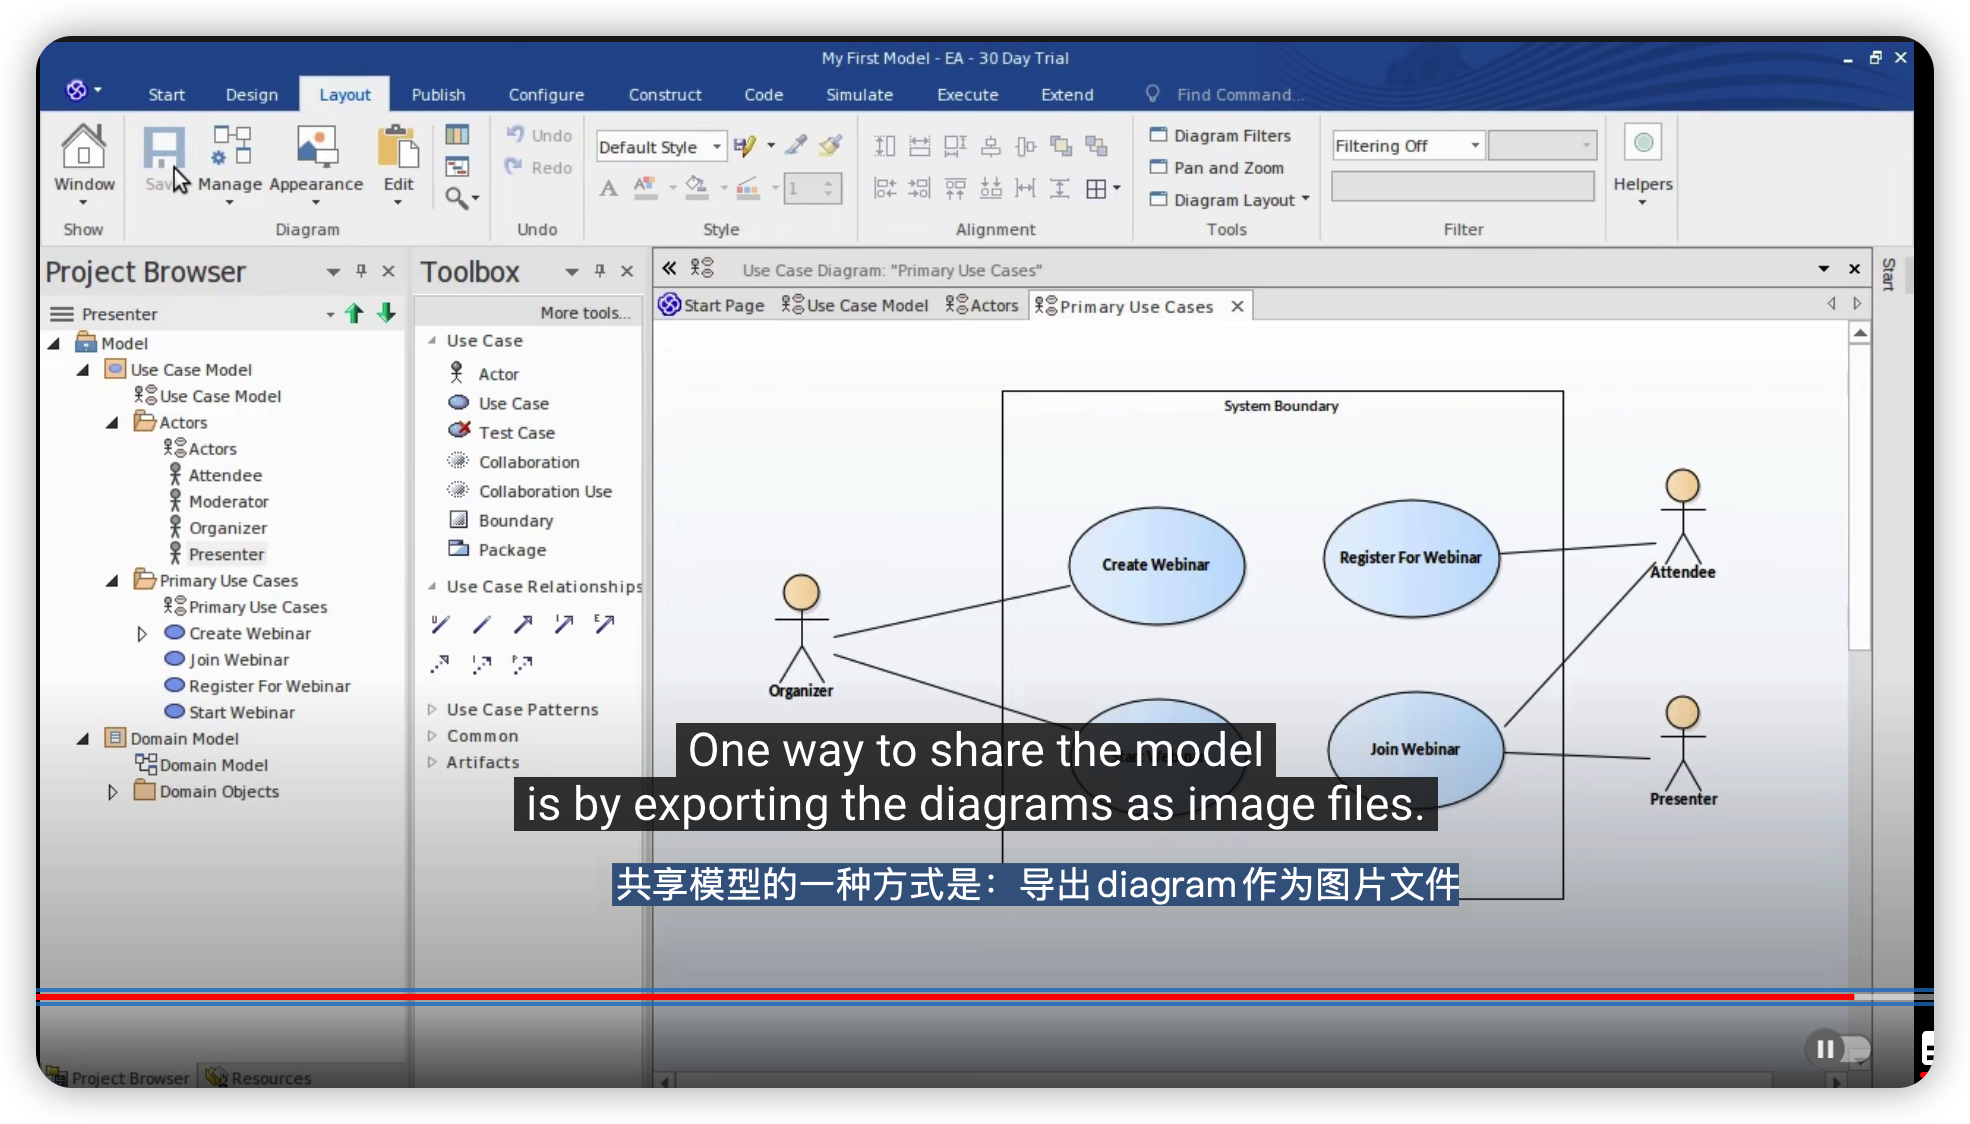 My First Model - EA - 30 Day Trial
Start Design Layout Publish Configure Construct Code Simulate Execute Extend Find Command...
Window
Show
Manage
Appearance
Edit
Diagram
Undo
Redo
Undo
Default Style
1
Style
Alignment
Diagram Filters
Pan and Zoom
Diagram Layout
Tools
Filtering Off
Filter
Helpers
Project Browser
Presenter
Model
Use Case Model
Use Case Model
Actors
Actors
Attendee
Moderator
Organizer
Presenter
Primary Use Cases
Primary Use Cases
Create Webinar
Join Webinar
Register For Webinar
Start Webinar
Domain Model
Domain Model
Domain Objects
Project Browser Resources
Toolbox
More tools...
Use Case
Actor
Use Case
Test Case
Collaboration
Collaboration Use
Boundary
Package
Use Case Relationships
Use Case Patterns
Common
Artifacts
Use Case Diagram: "Primary Use Cases"
Start Page Use Case Model Actors Primary Use Cases
Start
System Boundary
Create Webinar
Register For Webinar
Attendee
Organizer
Join Webinar
Presenter
One way to share the model
is by exporting the diagrams as image files.
共享模型的一种方式是：导出diagram作为图片文件